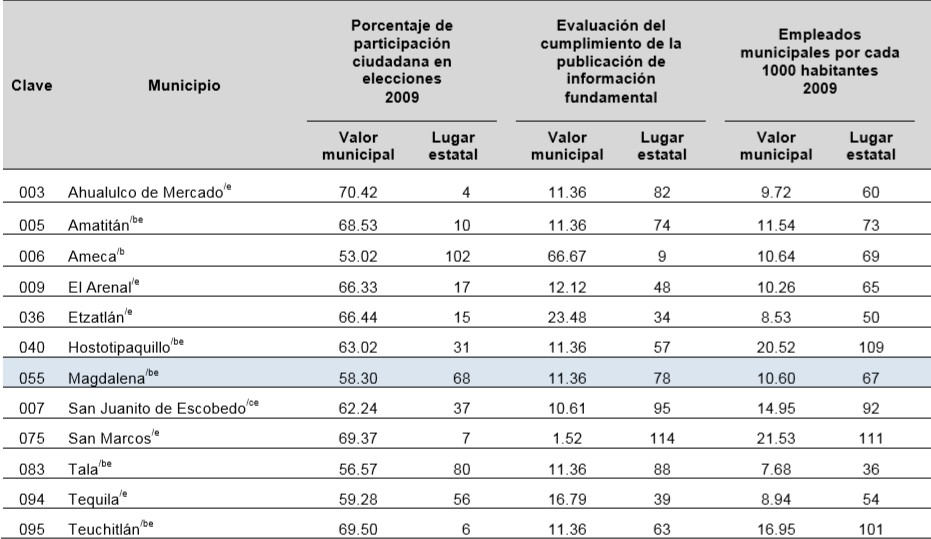 Clave Municipio Porcentaje de participación ciudadana en elecciones 2009 Evaluación del cumplimiento de la publicación de información fundamental Empleados municipales por cada 1000 habitantes 2009
Valor municipal Lugar estatal Valor municipal Lugar estatal Valor municipal Lugar estatal
003 Ahualulco de Mercado/e 70.42 4 11.36 82 9.72 60
005 Amatitán/be 68.53 10 11.36 74 11.54 73
006 Ameca/b 53.02 102 66.67 9 10.64 69
009 El Arenal/e 66.33 17 12.12 48 10.26 65
036 Etzatlán/e 66.44 15 23.48 34 8.53 50
040 Hostotipaquillo/be 63.02 31 11.36 57 20.52 109
055 Magdalena/be 58.30 68 11.36 78 10.60 67
007 San Juanito de Escobedo/ce 62.24 37 10.61 95 14.95 92
075 San Marcos/e 69.37 7 1.52 114 21.53 111
083 Tala/be 56.57 80 11.36 88 7.68 36
094 Tequila/e 59.28 56 16.79 39 8.94 54
095 Teuchitlán/be 69.50 6 11.36 63 16.95 101